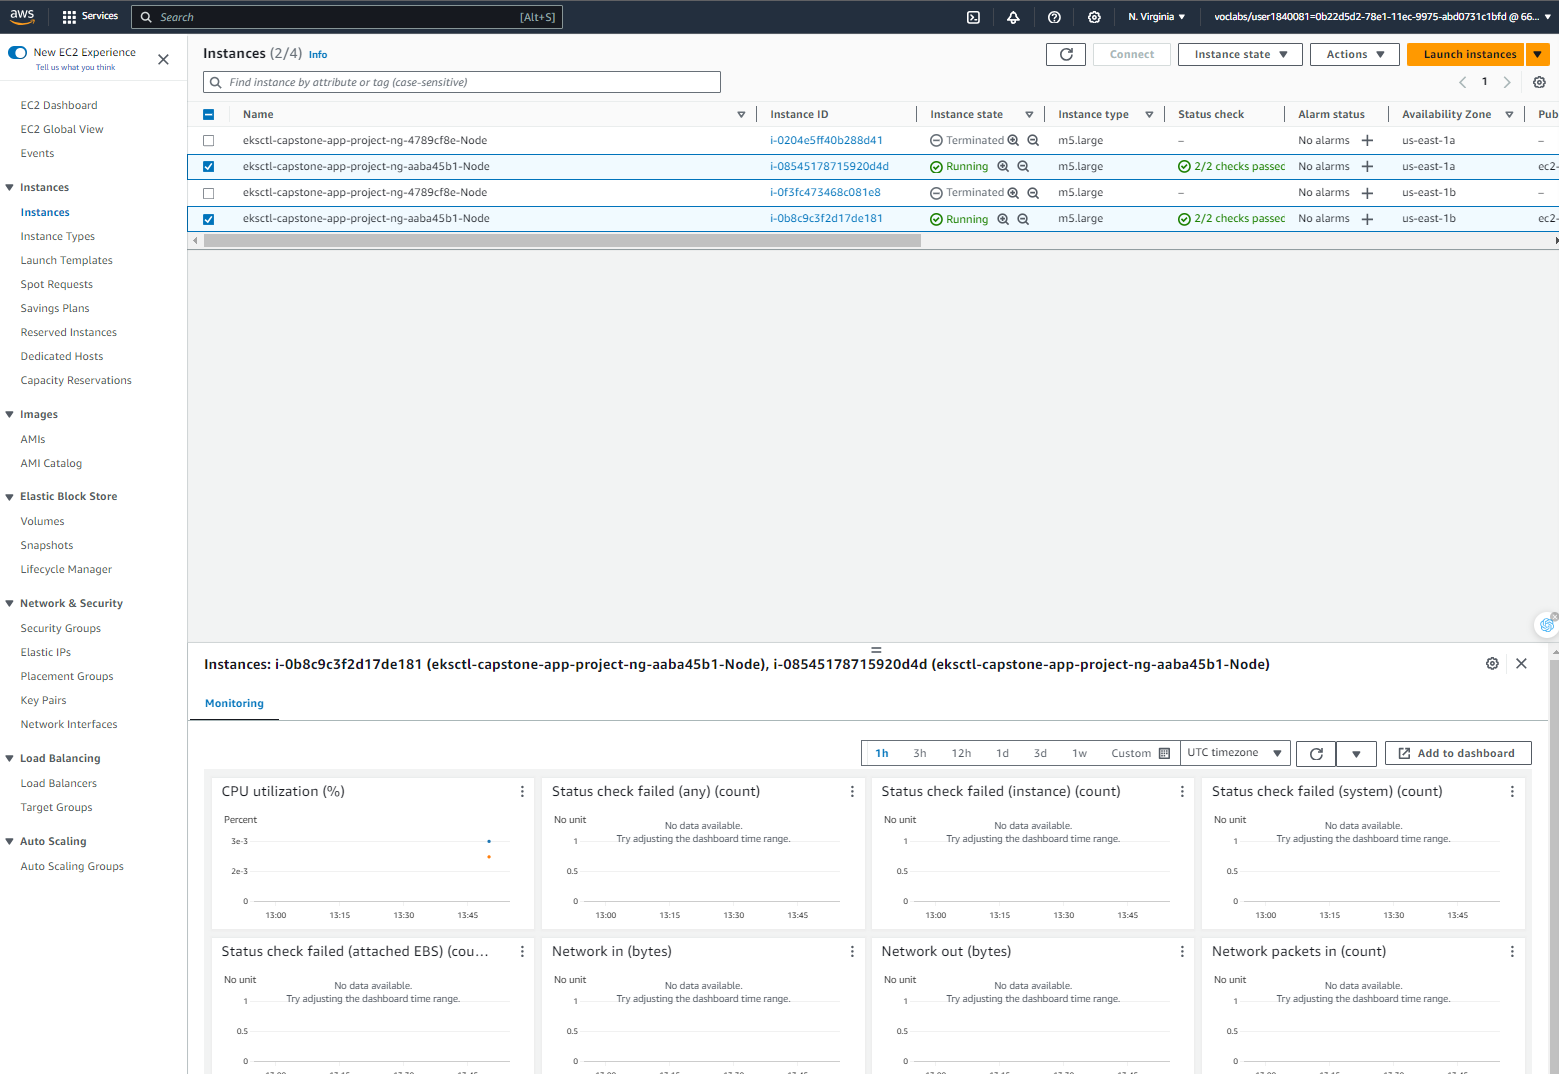 aws
Services
Search
[Alt+S]
N. Virginia
voclabs/user1840081=0b22d5d2-78e1-11ec-9975-abd0731c1bfd @ 66...
New EC2 Experience
Tell us what you think
EC2 Dashboard
EC2 Global View
Events
Instances
Instances
Instance Types
Launch Templates
Spot Requests
Savings Plans
Reserved Instances
Dedicated Hosts
Capacity Reservations
Images
AMIs
AMI Catalog
Elastic Block Store
Volumes
Snapshots
Lifecycle Manager
Network & Security
Security Groups
Elastic IPs
Placement Groups
Key Pairs
Network Interfaces
Load Balancing
Load Balancers
Target Groups
Auto Scaling
Auto Scaling Groups
Instances (2/4) Info
Connect
Instance state
Actions
Launch instances
Find instance by attribute or tag (case-sensitive)
1
Name Instance ID Instance state Instance type Status check Alarm status Availability Zone Pub
eksctl-capstone-app-project-ng-4789cf8e-Node i-0204e5ff40b288d41 Terminated m5.large – No alarms + us-east-1a –
eksctl-capstone-app-project-ng-aaba45b1-Node i-08545178715920d4d Running m5.large 2/2 checks passed No alarms + us-east-1a ec2-
eksctl-capstone-app-project-ng-4789cf8e-Node i-0f3fc473468c081e8 Terminated m5.large – No alarms + us-east-1b –
eksctl-capstone-app-project-ng-aaba45b1-Node i-0b8c9c3f2d17de181 Running m5.large 2/2 checks passed No alarms + us-east-1b ec2-
Instances: i-0b8c9c3f2d17de181 (eksctl-capstone-app-project-ng-aaba45b1-Node), i-08545178715920d4d (eksctl-capstone-app-project-ng-aaba45b1-Node)
Monitoring
1h 3h 12h 1d 3d 1w Custom UTC timezone Add to dashboard
CPU utilization (%)
Percent
3e-3
2e-3
0
13:00 13:15 13:30 13:45
Status check failed (any) (count)
No unit
No data available.
Try adjusting the dashboard time range.
1
0.5
0
13:00 13:15 13:30 13:45
Status check failed (instance) (count)
No unit
No data available.
Try adjusting the dashboard time range.
1
0.5
0
13:00 13:15 13:30 13:45
Status check failed (system) (count)
No unit
No data available.
Try adjusting the dashboard time range.
1
0.5
0
13:00 13:15 13:30 13:45
Status check failed (attached EBS) (cou...
No unit
No data available.
Try adjusting the dashboard time range.
1
0.5
0
Network in (bytes)
No unit
No data available.
Try adjusting the dashboard time range.
1
0.5
0
Network out (bytes)
No unit
No data available.
Try adjusting the dashboard time range.
1
0.5
0
Network packets in (count)
No unit
No data available.
Try adjusting the dashboard time range.
1
0.5
0